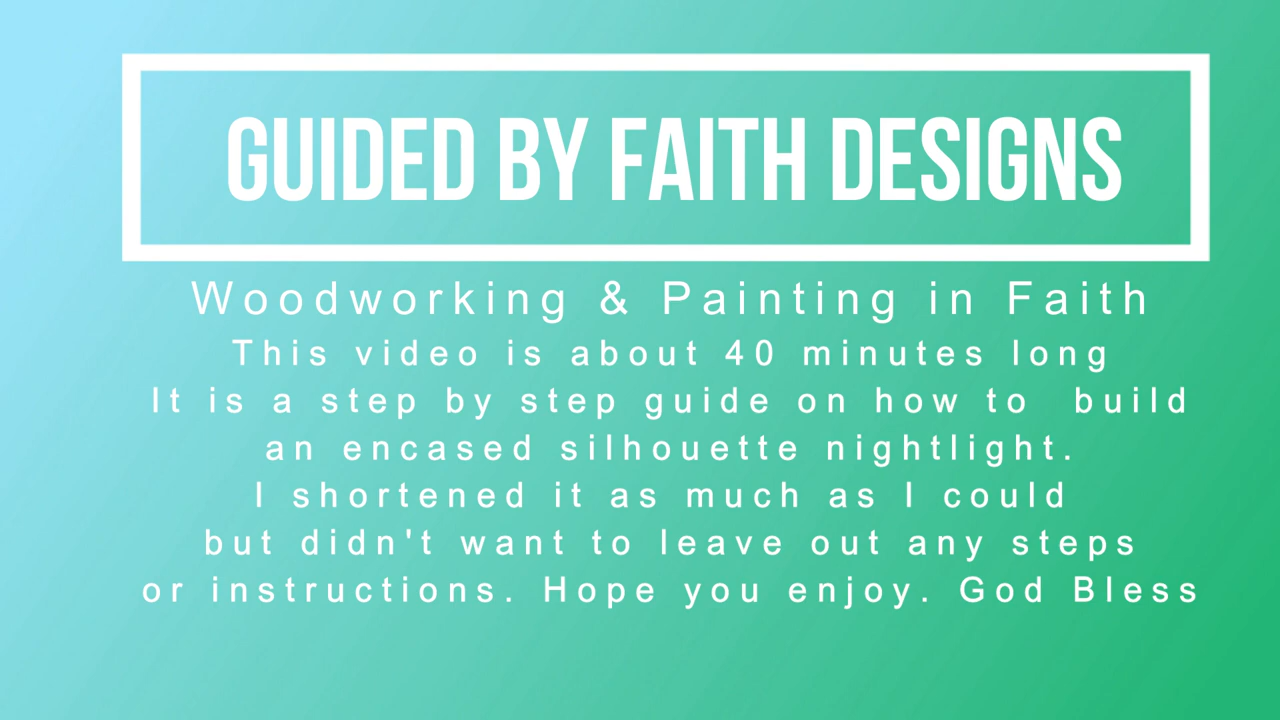 GUIDED BY FAITH DESIGNS
Woodworking & Painting in Faith
This video is about 40 minutes long
It is a step by step guide on how to build
an encased silhouette nightlight.
I shortened it as much as I could
but didn't want to leave out any steps
or instructions. Hope you enjoy. God Bless